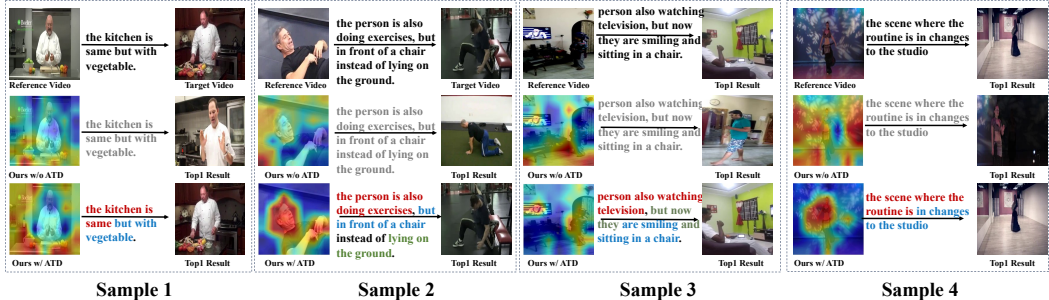 the kitchen is
same but with
vegetable.
Reference Video
Target Video
the kitchen is
same but with
vegetable.
Ours w/o ATD
Top1 Result
the kitchen is
same but with
vegetable.
Ours w/ ATD
Top1 Result
Sample 1
the person is also
doing exercises, but
in front of a chair
instead of lying on
the ground.
Reference Video
Target Video
the person is also
doing exercises, but
in front of a chair
instead of lying on
the ground.
Ours w/o ATD
Top1 Result
the person is also
doing exercises, but
in front of a chair
instead of lying on
the ground.
Ours w/ ATD
Top1 Result
Sample 2
person also watching
television, but now
they are smiling and
sitting in a chair.
Reference Video
Top1 Result
person also watching
television, but now
they are smiling and
sitting in a chair.
Ours w/o ATD
Top1 Result
person also watching
television, but now
they are smiling and
sitting in a chair.
Ours w/ ATD
Top1 Result
Sample 3
the scene where the
routine is in changes
to the studio
Reference Video
Top1 Result
the scene where the
routine is in changes
to the studio
Ours w/o ATD
Top1 Result
the scene where the
routine is in changes
to the studio
Ours w/ ATD
Top1 Result
Sample 4